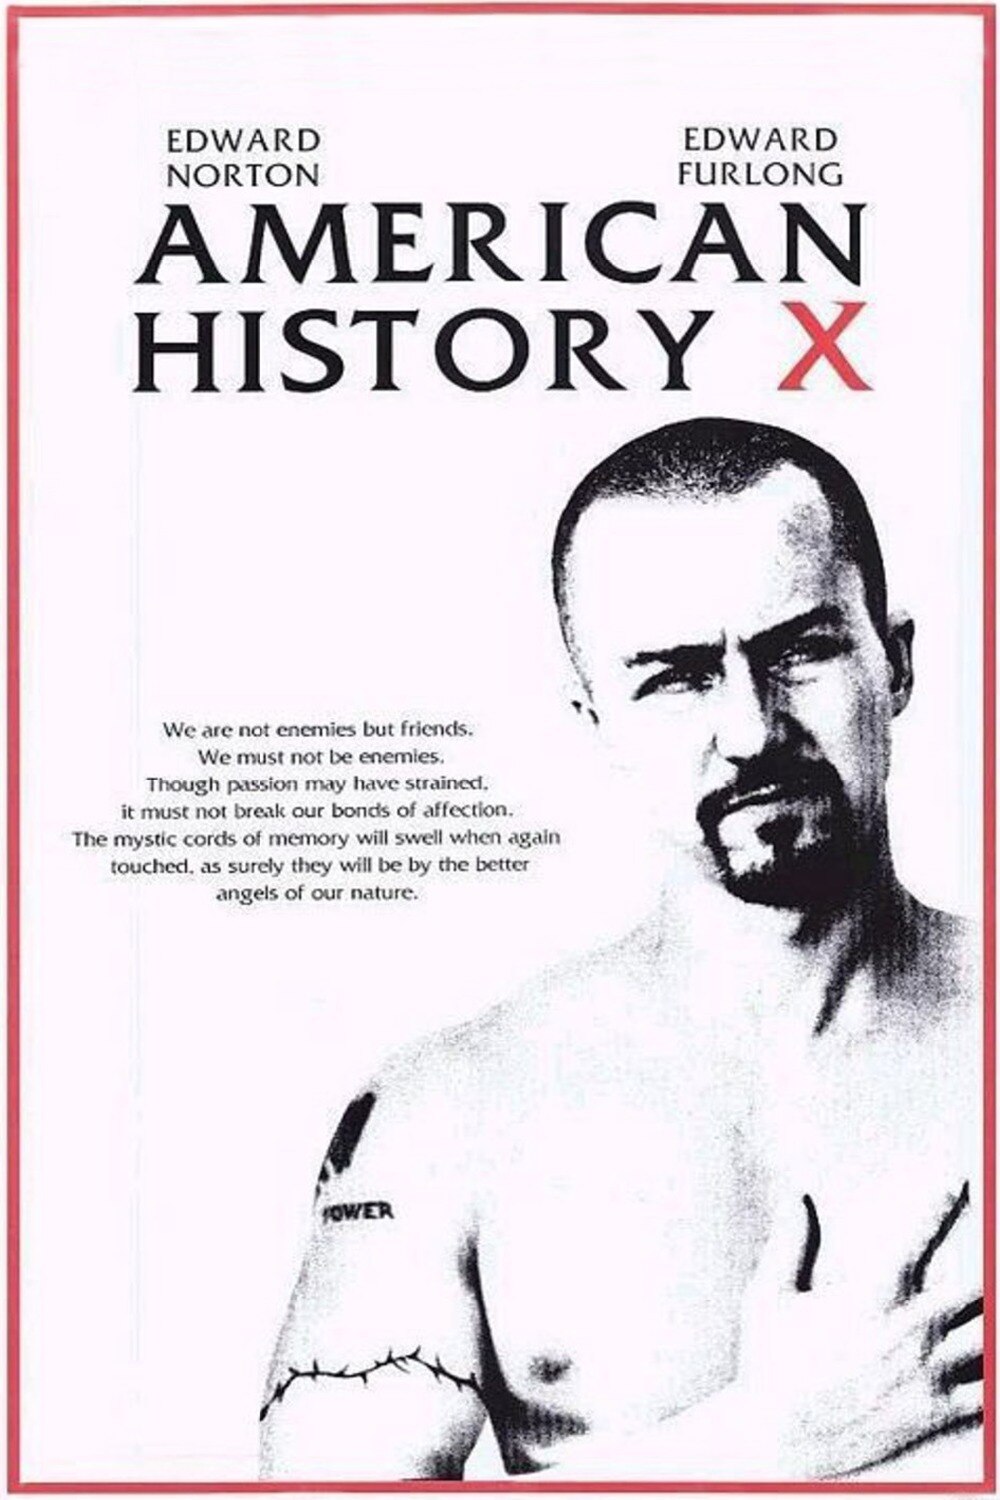 EDWARD EDWARD
NORTON FURLONG
AMERICAN
HISTORY X
We are not enemies but friends.
We must not be enemies.
Though passion may have strained,
it must not break our bonds of affection.
The mystic cords of memory will swell when again
touched, as surely they will be by the better
angels of our nature.
POWER